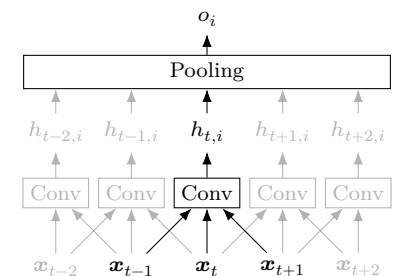 o_i
Pooling
h_{t−2,i} h_{t−1,i} h_{t,i} h_{t+1,i} h_{t+2,i}
Conv Conv Conv Conv Conv
x_{t−2} x_{t−1} x_t x_{t+1} x_{t+2}